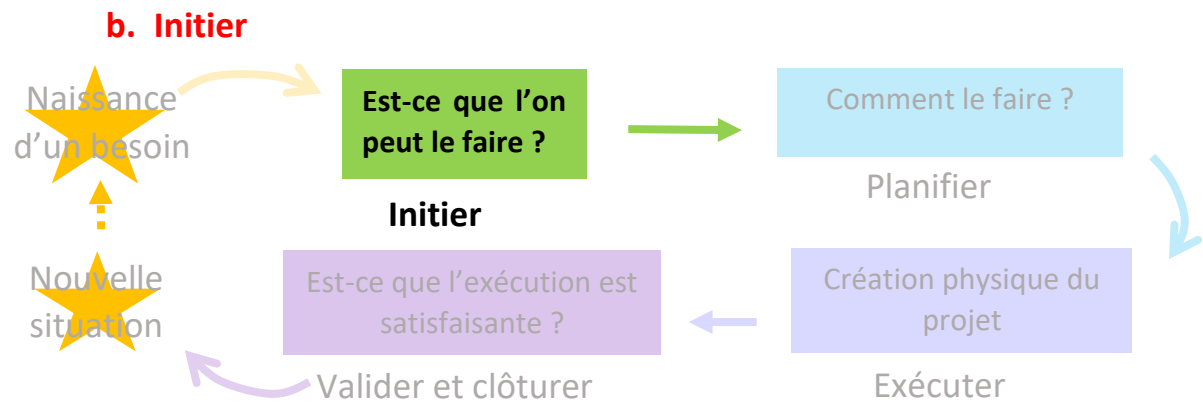 b. Initier
Naissance
d’un besoin
Est-ce que l’on
peut le faire ?
Initier
Comment le faire ?
Planifier
Nouvelle
situation
Est-ce que l’exécution est
satisfaisante ?
Valider et clôturer
Création physique du
projet
Exécuter